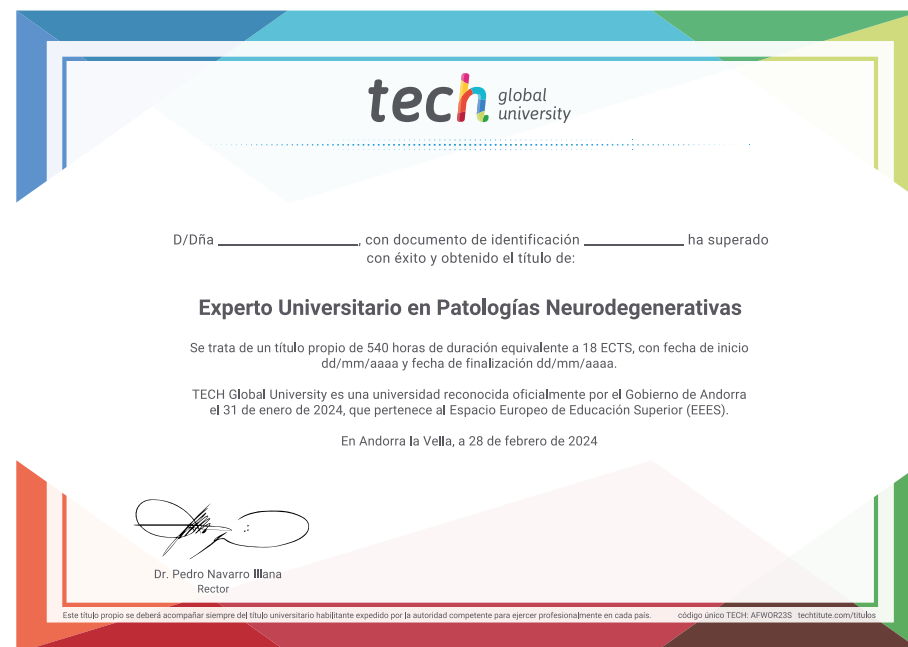 tech global university
D/Dña ____________________, con documento de identificación ______________ ha superado
con éxito y obtenido el título de:
Experto Universitario en Patologías Neurodegenerativas
Se trata de un título propio de 540 horas de duración equivalente a 18 ECTS, con fecha de inicio
dd/mm/aaaa y fecha de finalización dd/mm/aaaa.
TECH Global University es una universidad reconocida oficialmente por el Gobierno de Andorra
el 31 de enero de 2024, que pertenece al Espacio Europeo de Educación Superior (EEES).
En Andorra la Vella, a 28 de febrero de 2024
Dr. Pedro Navarro Illana
Rector
Este título propio se deberá acompañar siempre del título universitario habilitante expedido por la autoridad competente para ejercer profesionalmente en cada país. código único TECH: AFWOR23S techtitute.com/titulos